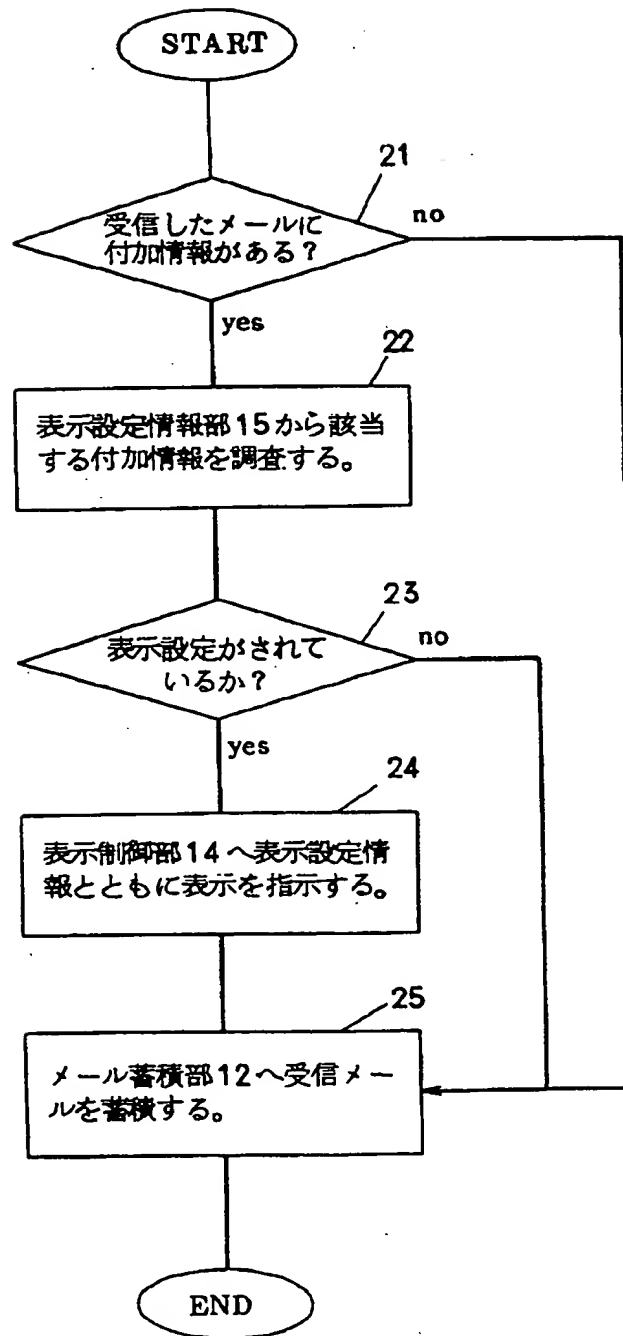 START
21
受信したメールに
付加情報がある？
no
yes
22
表示設定情報部15から該当
する付加情報を調査する。
23
表示設定がされて
いるか？
no
yes
24
表示制御部14へ表示設定情
報とともに表示を指示する。
25
メール蓄積部12へ受信メー
ルを蓄積する。
END